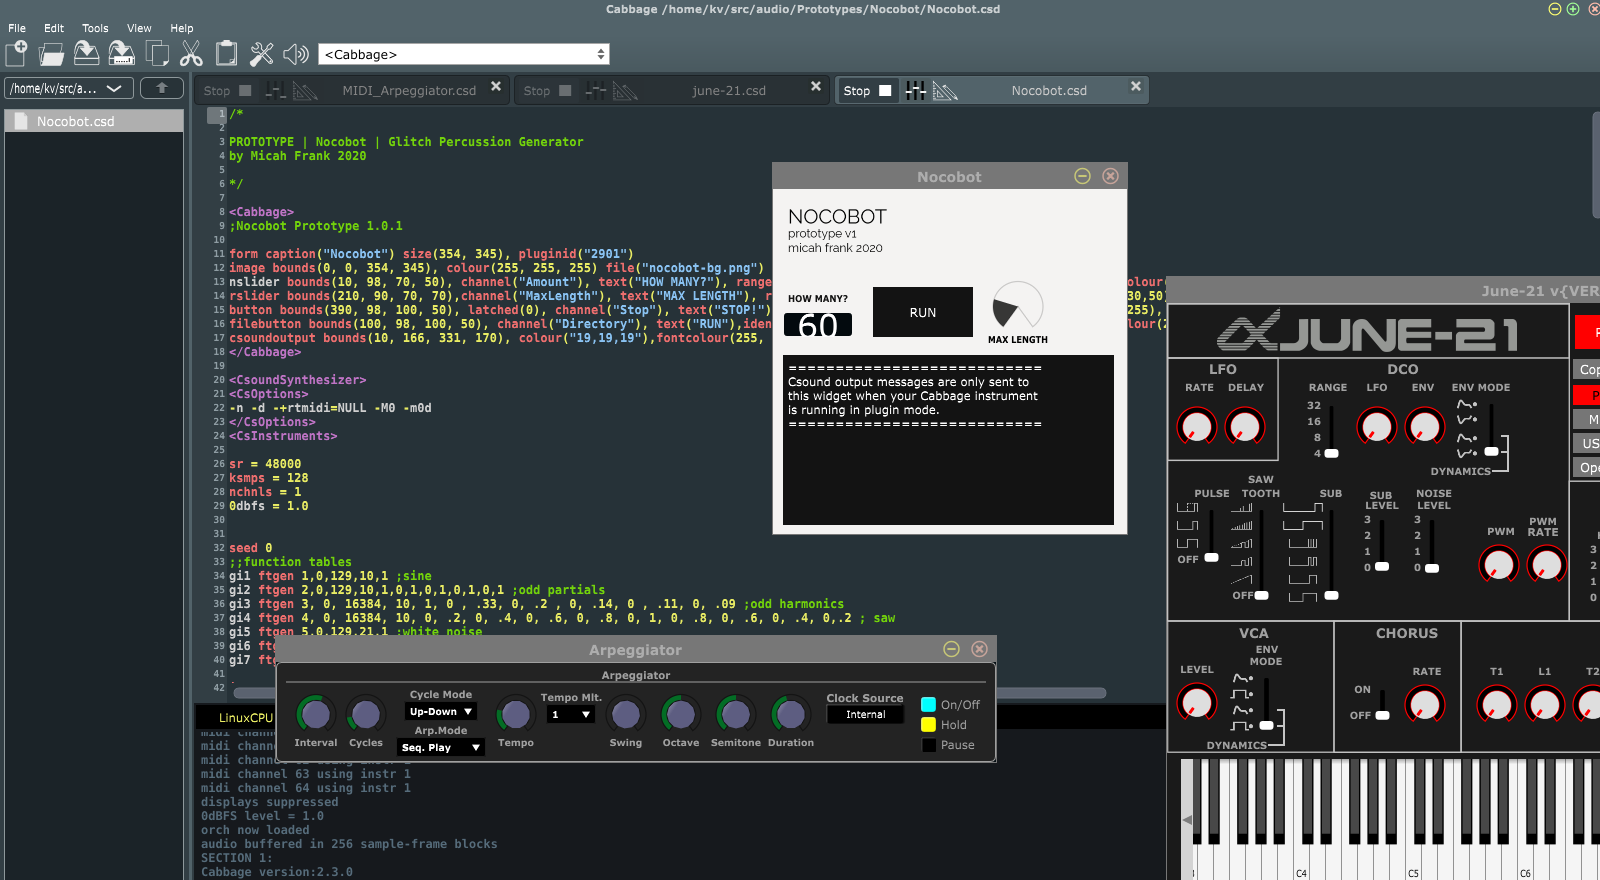 Cabbage /home/kv/src/audio/Prototypes/Nocobot/Nocobot.csd
File Edit Tools View Help
<Cabbage>
/home/kv/src/a...
Nocobot.csd
Stop MIDI_Arpeggiator.csd
Stop june-21.csd
Stop Nocobot.csd
1 /*
2
3 PROTOTYPE | Nocobot | Glitch Percussion Generator
4 by Micah Frank 2020
5
6 */
7
8 <Cabbage>
9 ;Nocobot Prototype 1.0.1
10
11 form caption("Nocobot") size(354, 345), pluginid("2901")
12 image bounds(0, 0, 354, 345), colour(255, 255, 255) file("nocobot-bg.png")
13 nslider bounds(10, 98, 70, 50), channel("Amount"), text("HOW MANY?"), range
14 rslider bounds(210, 90, 70, 70),channel("MaxLength"), text("MAX LENGTH"), r
15 button bounds(390, 98, 100, 50), latched(0), channel("Stop"), text("STOP!")
16 filebutton bounds(100, 98, 100, 50), channel("Directory"), text("RUN"),iden
17 csoundoutput bounds(10, 166, 331, 170), colour("19,19,19"),fontcolour(255,
18 </Cabbage>
19
20 <CsoundSynthesizer>
21 <CsOptions>
22 -n -d -+rtmidi=NULL -M0 -m0d
23 </CsOptions>
24 <CsInstruments>
25
26 sr = 48000
27 ksmps = 128
28 nchnls = 1
29 0dbfs = 1.0
30
31
32 seed 0
33 ;;function tables
34 gi1 ftgen 1,0,129,10,1 ;sine
35 gi2 ftgen 2,0,129,10,1,0,1,0,1,0,1,0,1 ;odd partials
36 gi3 ftgen 3, 0, 16384, 10, 1, 0 , .33, 0, .2 , 0, .14, 0 , .11, 0, .09 ;odd harmonics
37 gi4 ftgen 4, 0, 16384, 10, 0, .2, 0, .4, 0, .6, 0, .8, 0, 1, 0, .8, 0, .6, 0, .4, 0,.2 ; saw
38 gi5 ftgen 5,0,129,21,1 ;white noise
39 gi6
40 gi7
41
42
Nocobot
NOCOBOT
prototype v1
micah frank 2020
HOW MANY?
60
RUN
MAX LENGTH
===========================
Csound output messages are only sent to
this widget when your Cabbage instrument
is running in plugin mode.
===========================
olour(
30,50)
255),
lour(2
Arpeggiator
Arpeggiator
Interval
Cycles
Cycle Mode
Up-Down
Arp.Mode
Seq. Play
Tempo
Tempo Mlt.
1
Swing
Octave
Semitone
Duration
Clock Source
Internal
On/Off
Hold
Pause
LinuxCPU
midi channel
midi channel
midi channel 63 using instr 1
midi channel 64 using instr 1
displays suppressed
0dBFS level = 1.0
orch now loaded
audio buffered in 256 sample-frame blocks
SECTION 1:
Cabbage version:2.3.0
June-21 v{VER
JUNE-21
LFO
RATE DELAY
DCO
RANGE LFO ENV ENV MODE
32
16
8
4
DYNAMICS
PULSE
OFF
SAW
TOOTH
OFF
SUB
SUB
LEVEL
3
2
1
0
NOISE
LEVEL
3
2
1
0
PWM
PWM
RATE
Cop
M
US
Ope
3
2
1
0
VCA
LEVEL
ENV
MODE
DYNAMICS
CHORUS
ON
OFF
RATE
T1 L1 T2
C4 C5 C6